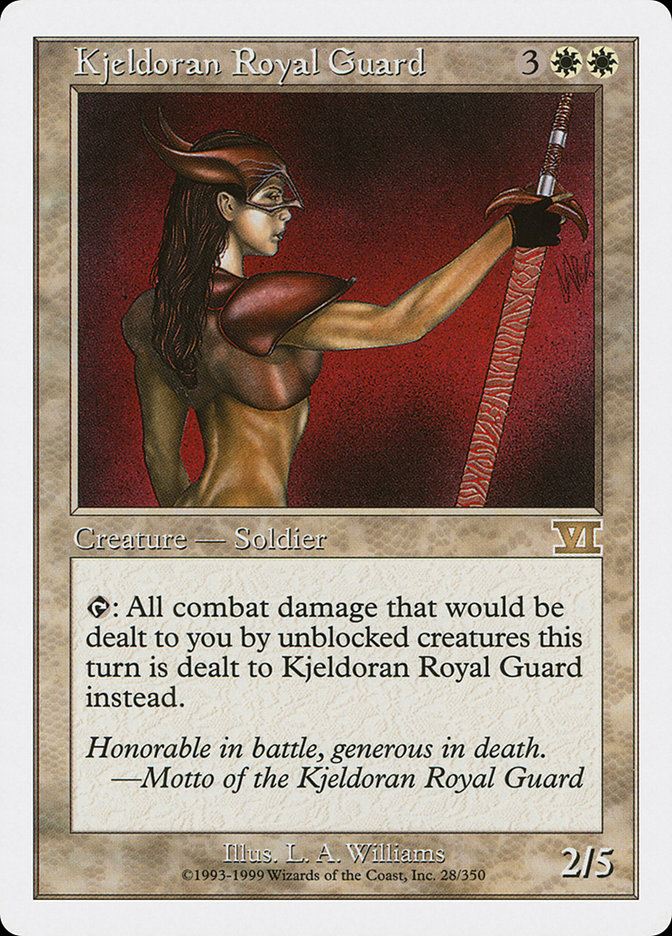 Kjeldoran Royal Guard 3
VI
Creature — Soldier
: All combat damage that would be
dealt to you by unblocked creatures this
turn is dealt to Kjeldoran Royal Guard
instead.
Honorable in battle, generous in death.
—Motto of the Kjeldoran Royal Guard
Illus. L. A. Williams
©1993-1999 Wizards of the Coast, Inc. 28/350
2/5